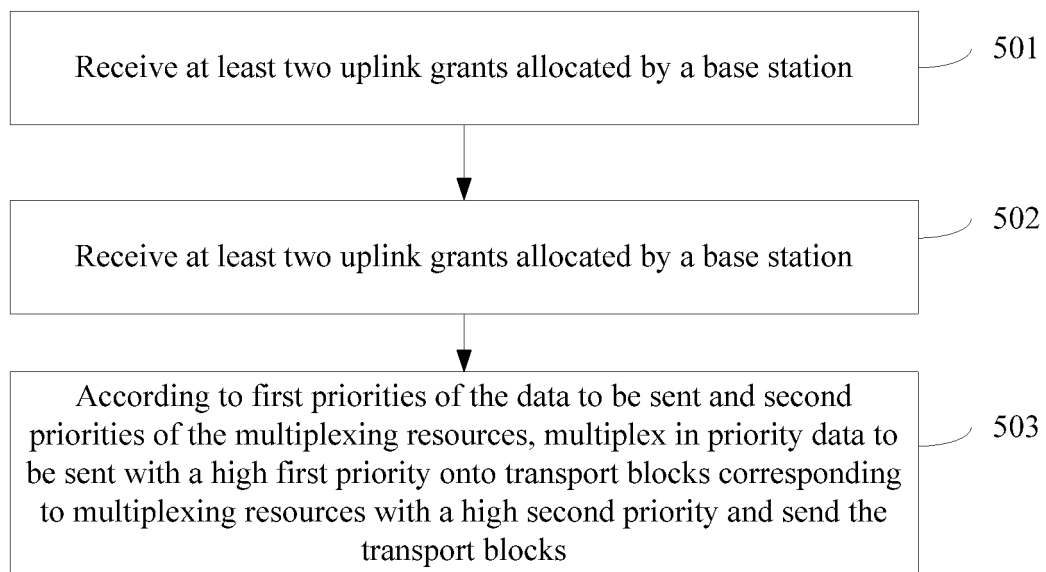 Receive at least two uplink grants allocated by a base station
501
Receive at least two uplink grants allocated by a base station
502
According to first priorities of the data to be sent and second
priorities of the multiplexing resources, multiplex in priority data to
be sent with a high first priority onto transport blocks corresponding
to multiplexing resources with a high second priority and send the
transport blocks
503